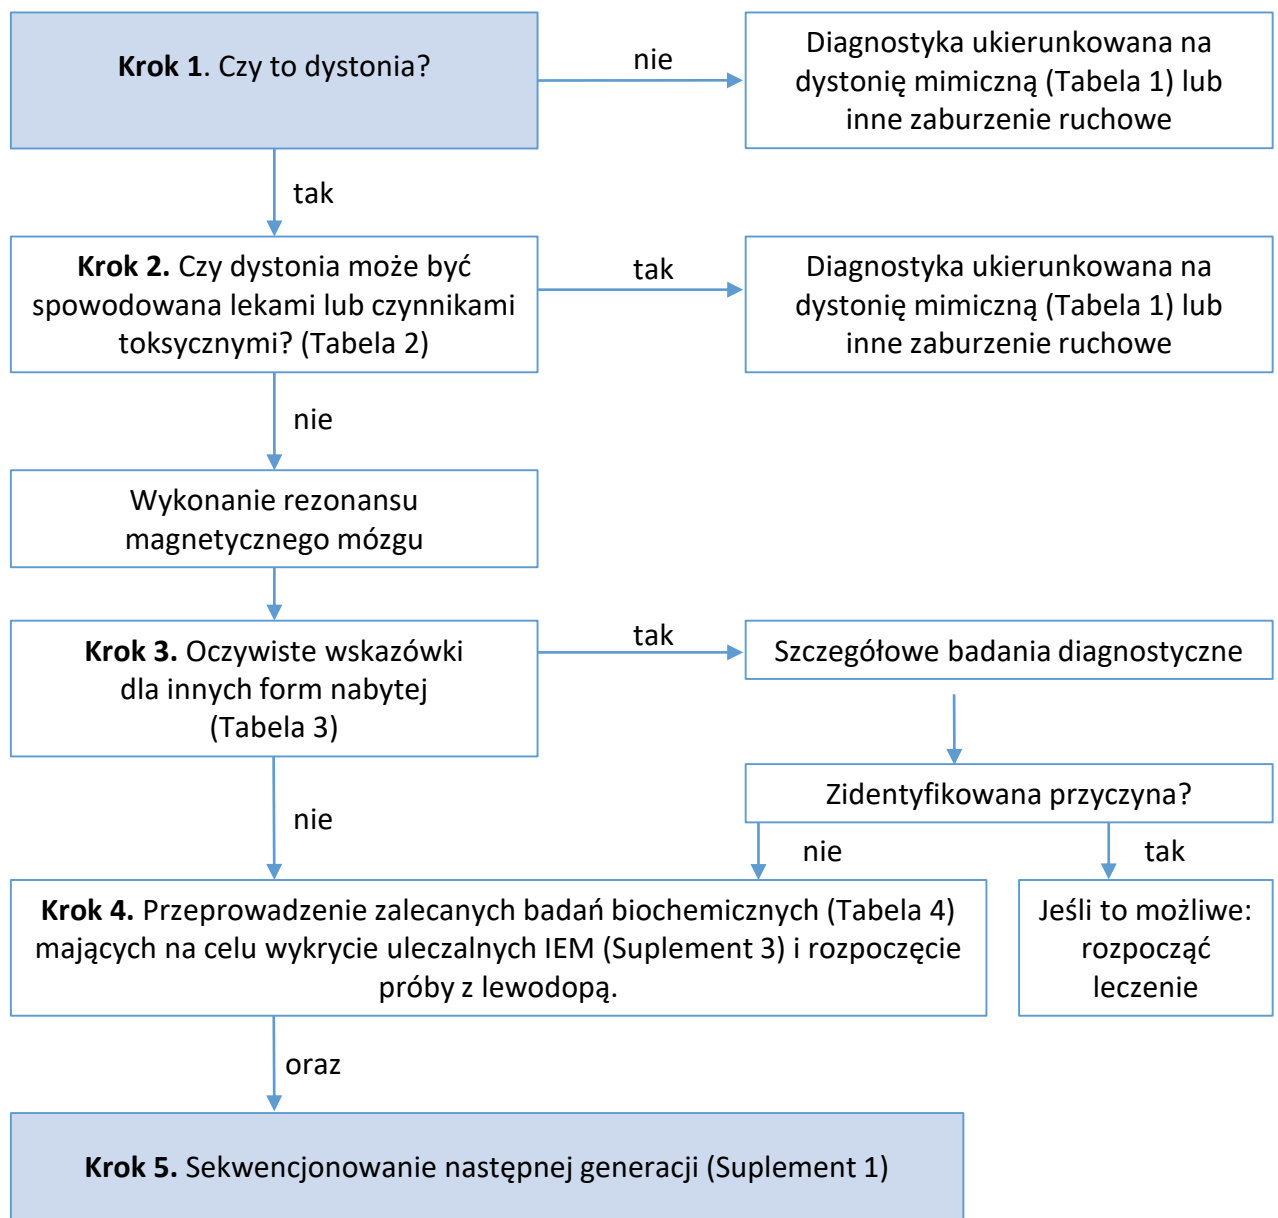 Krok 1. Czy to dystonia?
nie
Diagnostyka ukierunkowana na
dystonię mimiczną (Tabela 1) lub
inne zaburzenie ruchowe
tak
Krok 2. Czy dystonia może być
spowodowana lekami lub czynnikami
toksycznymi? (Tabela 2)
tak
Diagnostyka ukierunkowana na
dystonię mimiczną (Tabela 1) lub
inne zaburzenie ruchowe
nie
Wykonanie rezonansu
magnetycznego mózgu
Krok 3. Oczywiste wskazówki
dla innych form nabytej
(Tabela 3)
tak
Szczegółowe badania diagnostyczne
Zidentyfikowana przyczyna?
nie
nie
tak
Krok 4. Przeprowadzenie zalecanych badań biochemicznych (Tabela 4)
mających na celu wykrycie uleczalnych IEM (Suplement 3) i rozpoczęcie
próby z lewodopą.
Jeśli to możliwe:
rozpocząć
leczenie
oraz
Krok 5. Sekwencjonowanie następnej generacji (Suplement 1)